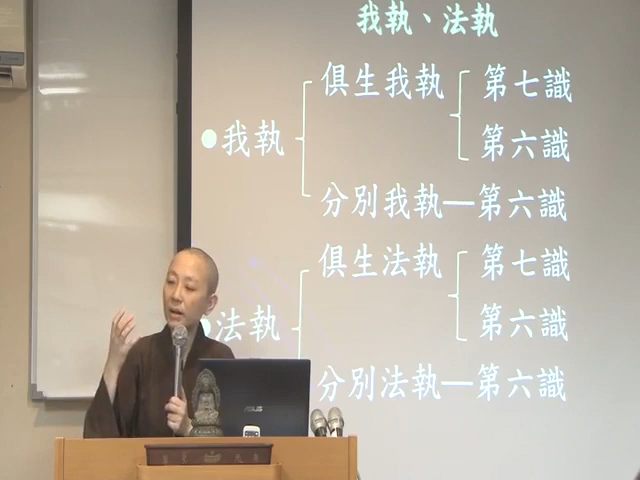 我執、法執
俱生我執 第七識
●我執 第六識
分別我執—第六識
俱生法執 第七識
●法執 第六識
分別法執—第六識
ASUS